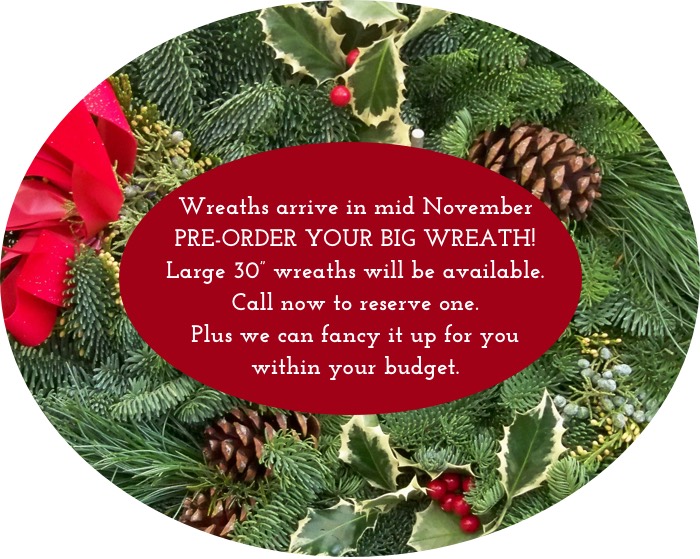 Wreaths arrive in mid November
PRE-ORDER YOUR BIG WREATH!
Large 30″ wreaths will be available.
Call now to reserve one.
Plus we can fancy it up for you
within your budget.